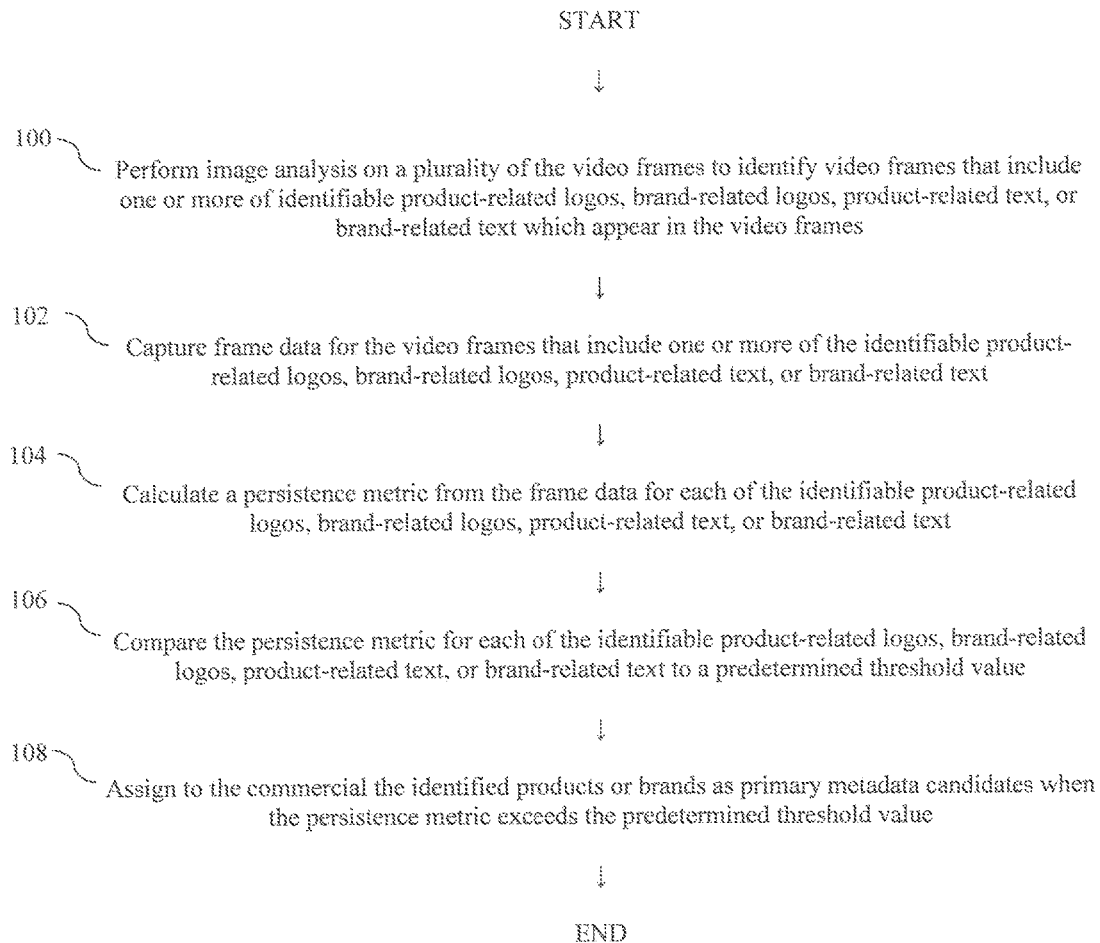 START
↓
100
Perform image analysis on a plurality of the video frames to identify video frames that include
one or more of identifiable product-related logos, brand-related logos, product-related text, or
brand-related text which appear in the video frames
↓
102
Capture frame data for the video frames that include one or more of the identifiable product-
related logos, brand-related logos, product-related text, or brand-related text
↓
104
Calculate a persistence metric from the frame data for each of the identifiable product-related
logos, brand-related logos, product-related text, or brand-related text
↓
106
Compare the persistence metric for each of the identifiable product-related logos, brand-related
logos, product-related text, or brand-related text to a predetermined threshold value
↓
108
Assign to the commercial the identified products or brands as primary metadata candidates when
the persistence metric exceeds the predetermined threshold value
↓
END